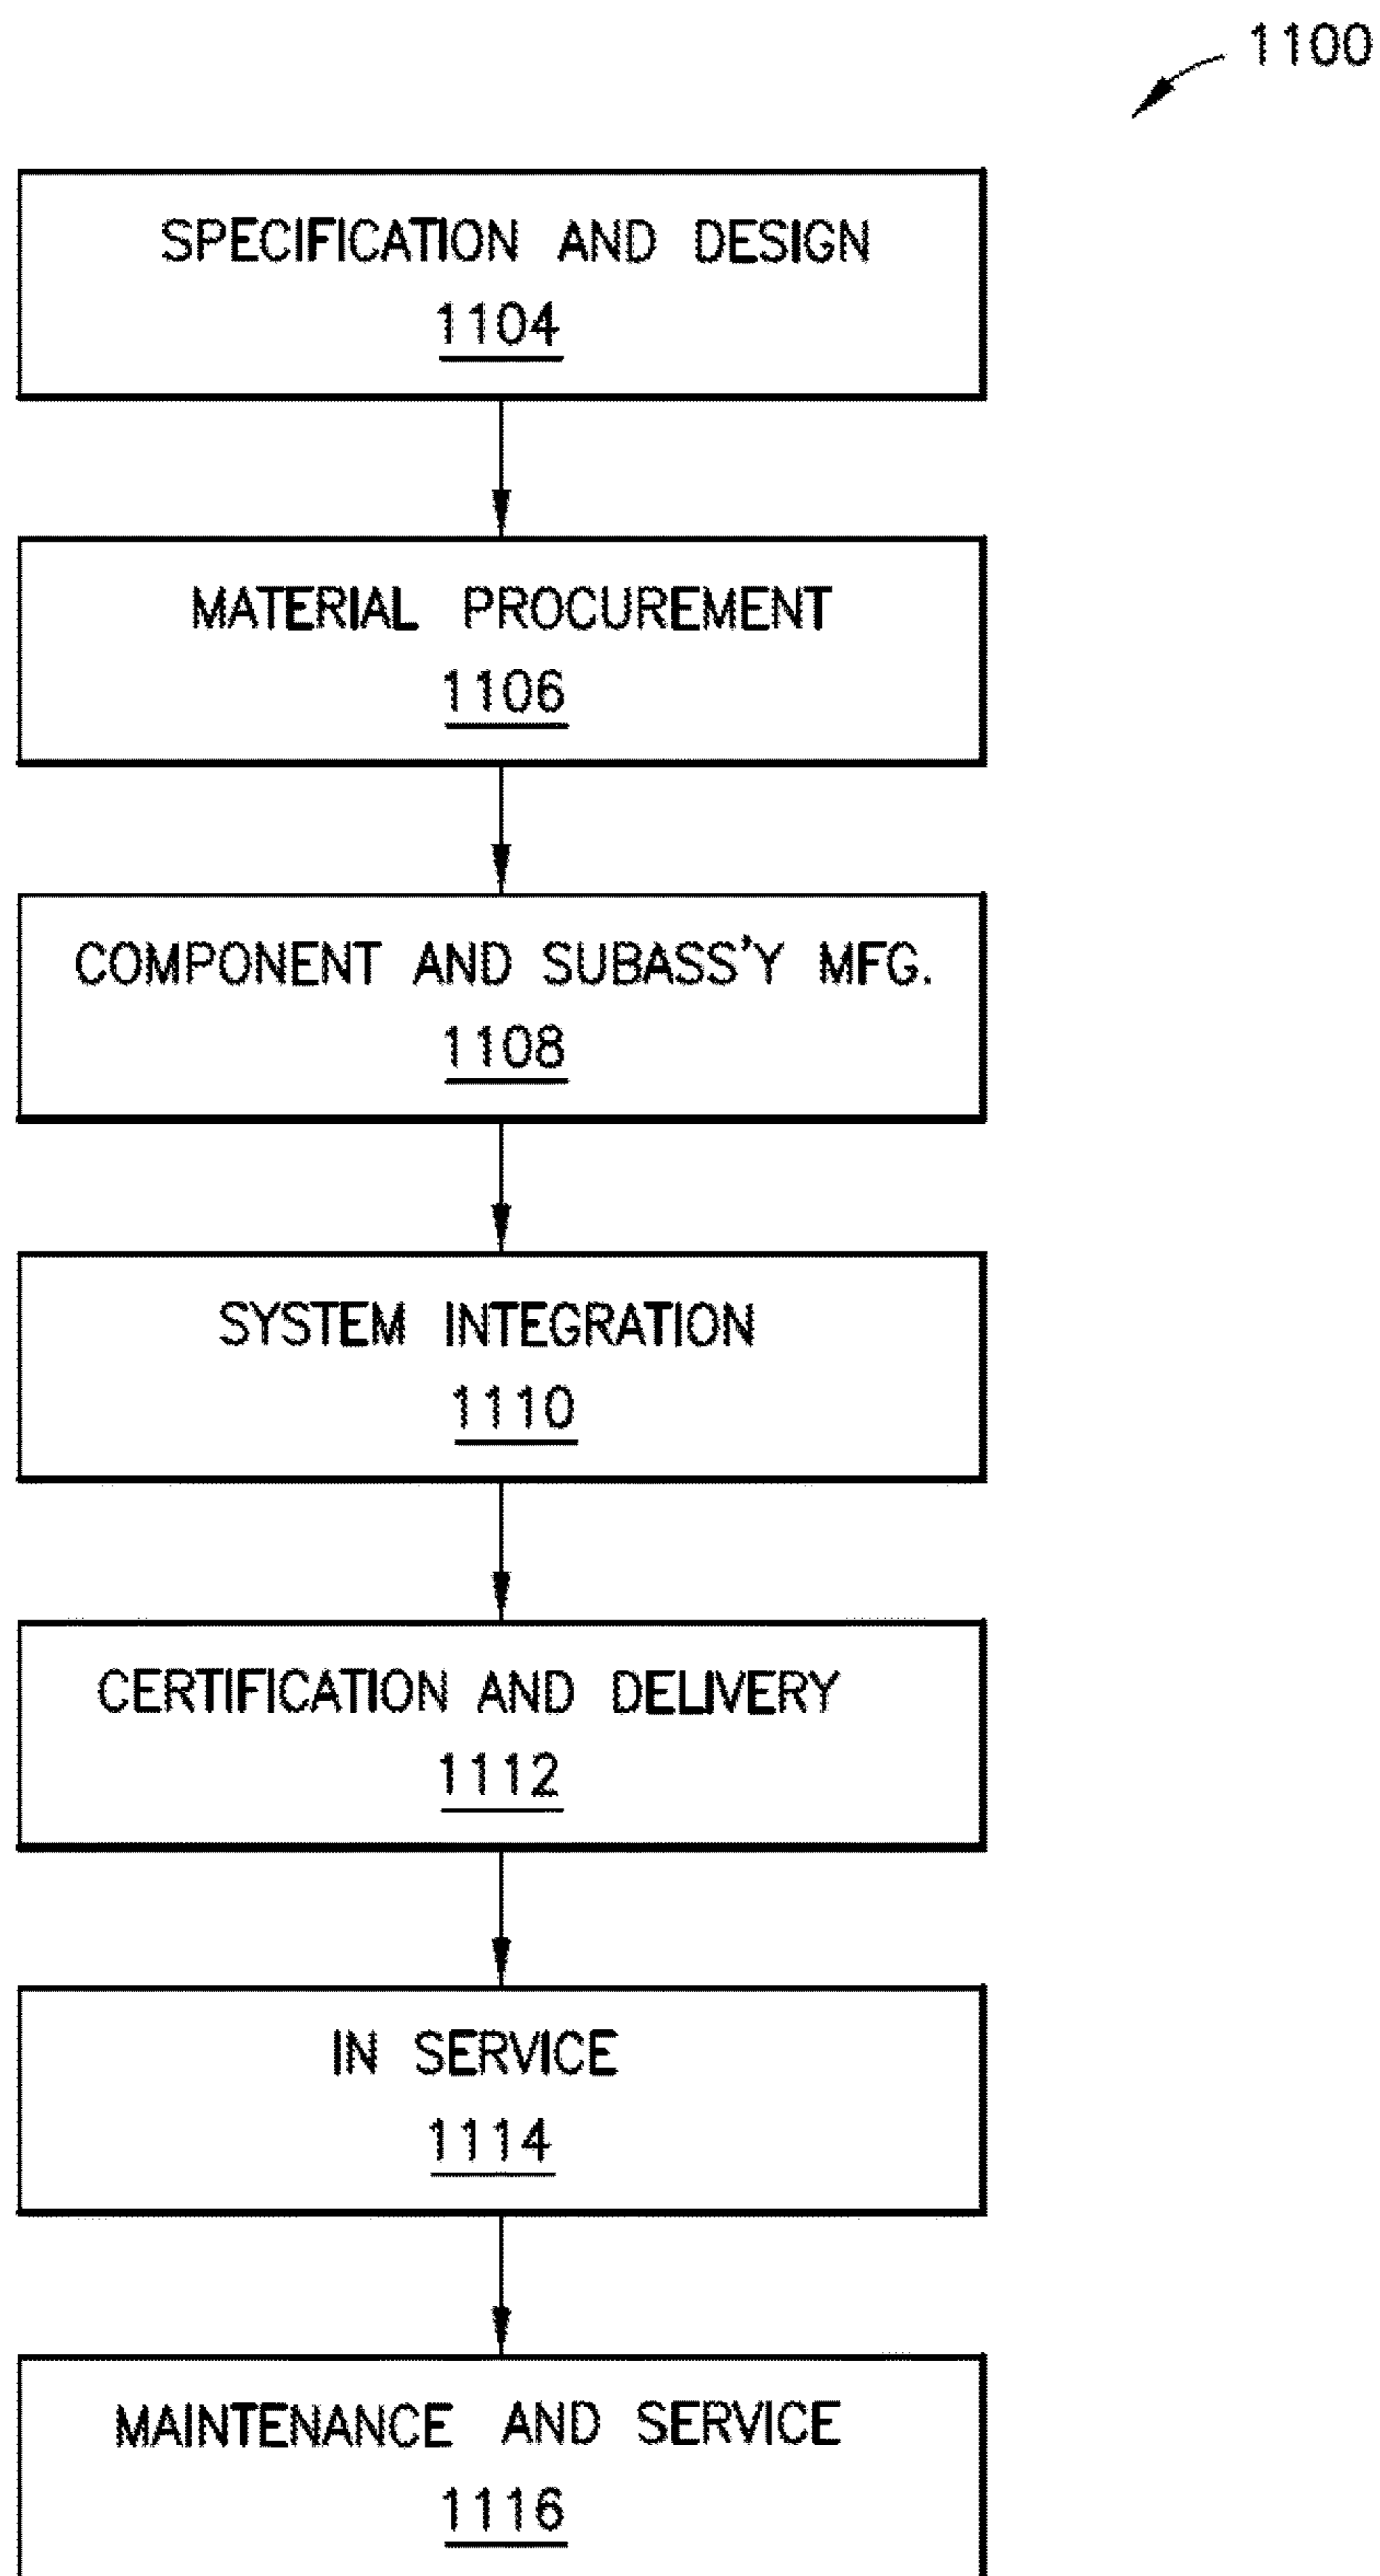 1100
SPECIFICATION AND DESIGN
1104
MATERIAL PROCUREMENT
1106
COMPONENT AND SUBASS'Y MFG.
1108
SYSTEM INTEGRATION
1110
CERTIFICATION AND DELIVERY
1112
IN SERVICE
1114
MAINTENANCE AND SERVICE
1116